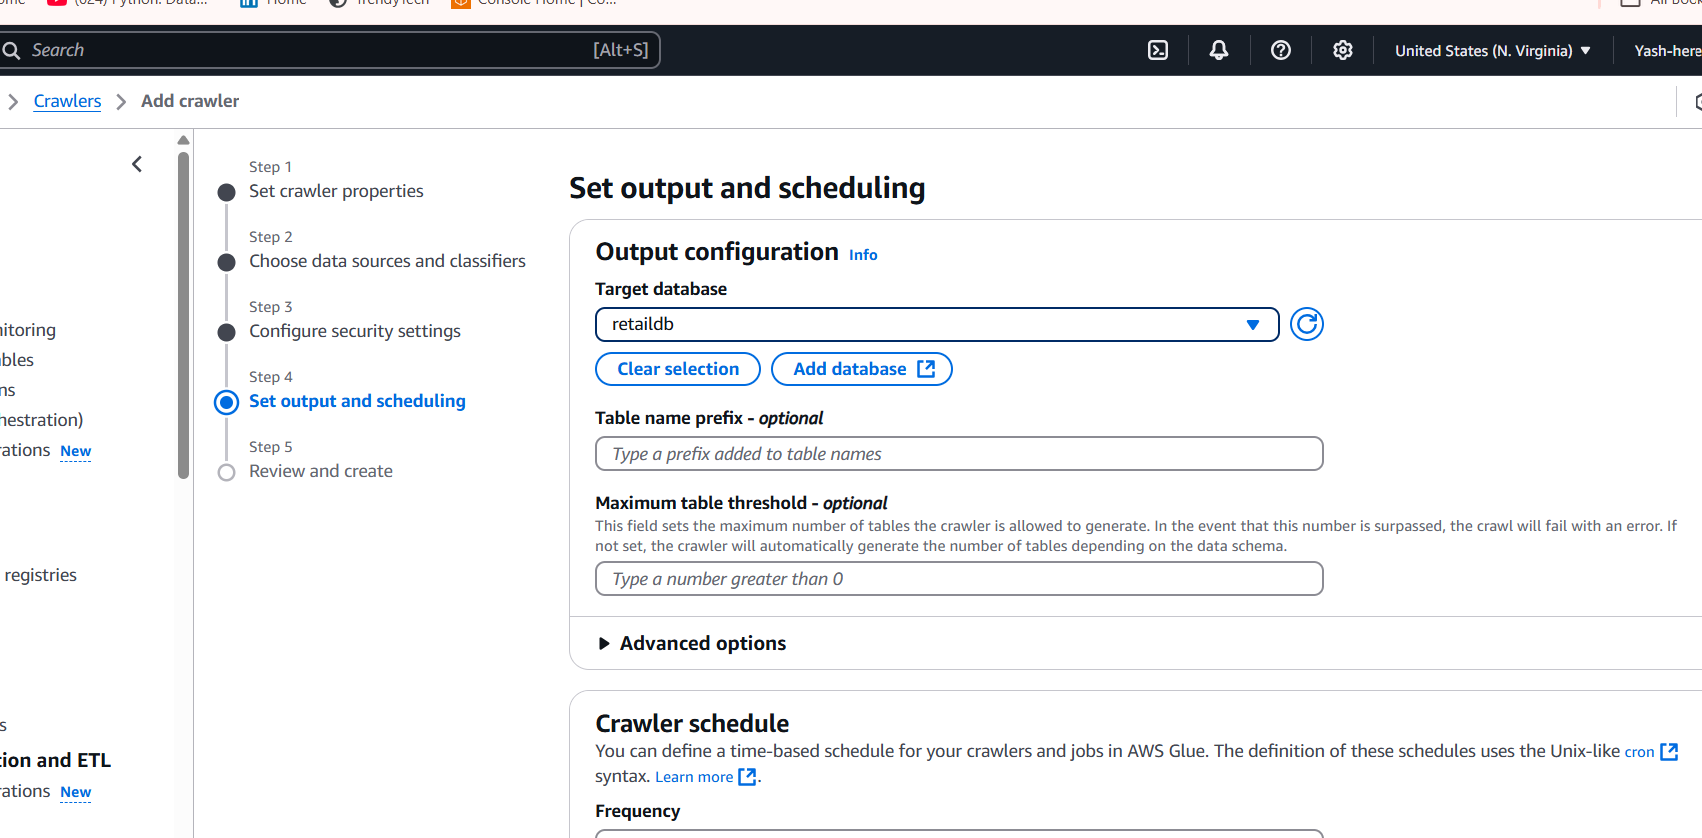 Home
Search [Alt+S] United States (N. Virginia) Yash-here
Crawlers Add crawler
Step 1
Set crawler properties
Step 2
Choose data sources and classifiers
Step 3
Configure security settings
Step 4
Set output and scheduling
Step 5
Review and create
itoring
ables
ns
hestration)
rations New
registries
s
tion and ETL
rations New
Set output and scheduling
Output configuration Info
Target database
retaildb
Clear selection Add database
Table name prefix - optional
Type a prefix added to table names
Maximum table threshold - optional
This field sets the maximum number of tables the crawler is allowed to generate. In the event that this number is surpassed, the crawl will fail with an error. If
not set, the crawler will automatically generate the number of tables depending on the data schema.
Type a number greater than 0
Advanced options
Crawler schedule
You can define a time-based schedule for your crawlers and jobs in AWS Glue. The definition of these schedules uses the Unix-like cron
syntax. Learn more.
Frequency